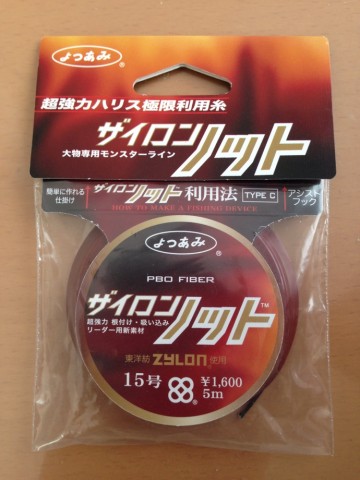 よつあみ®
超強力ハリス極限利用糸
ザイロンノット
大物専用モンスターライン
簡単に作れる
仕掛け
ザイロンノット利用法 TYPE C
アシスト
フック
HOW TO MAKE A FISHING DEVICE
よつあみ®
PBO FIBER
ザイロンノット™
超強力 根付け・吸い込み
リーダー用新素材
東洋紡 ZYLON® 使用
15号
¥1,600
5m